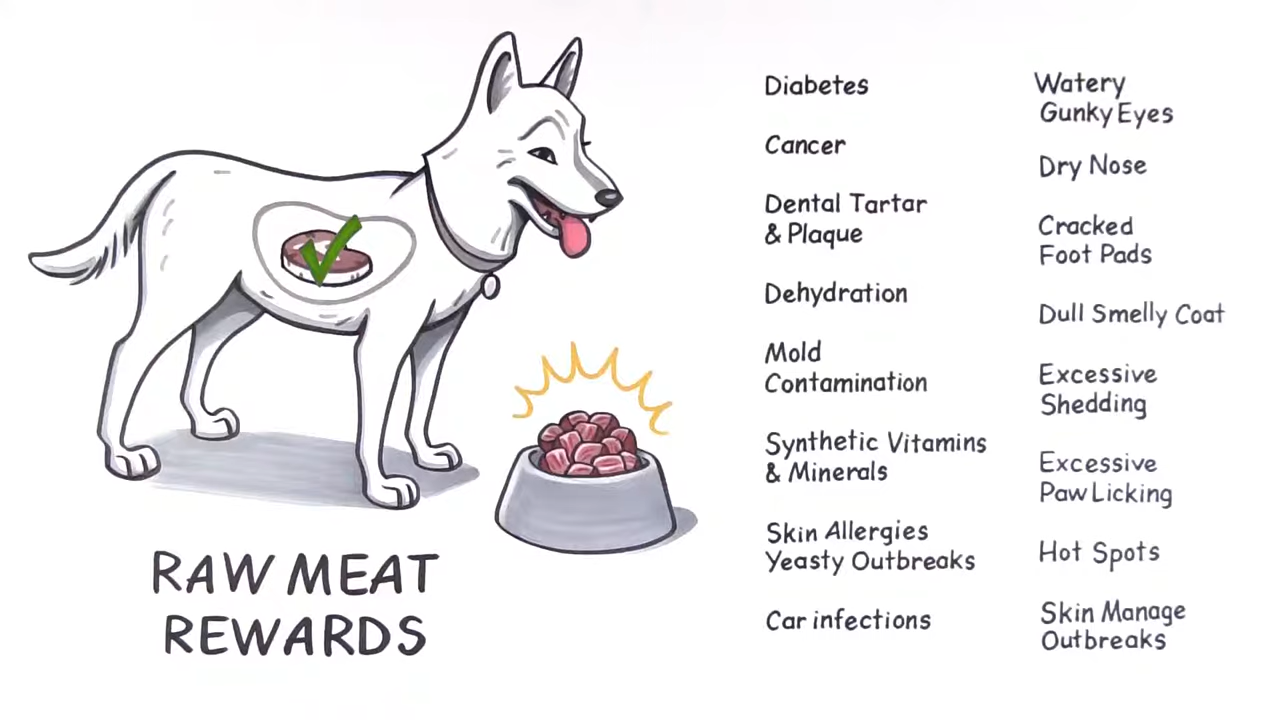 RAW MEAT
REWARDS
Diabetes
Cancer
Dental Tartar
& Plaque
Dehydration
Mold
Contamination
Synthetic Vitamins
& Minerals
Skin Allergies
Yeasty Outbreaks
Car infections
Watery
Gunky Eyes
Dry Nose
Cracked
Foot Pads
Dull Smelly Coat
Excessive
Shedding
Excessive
Paw Licking
Hot Spots
Skin Manage
Outbreaks